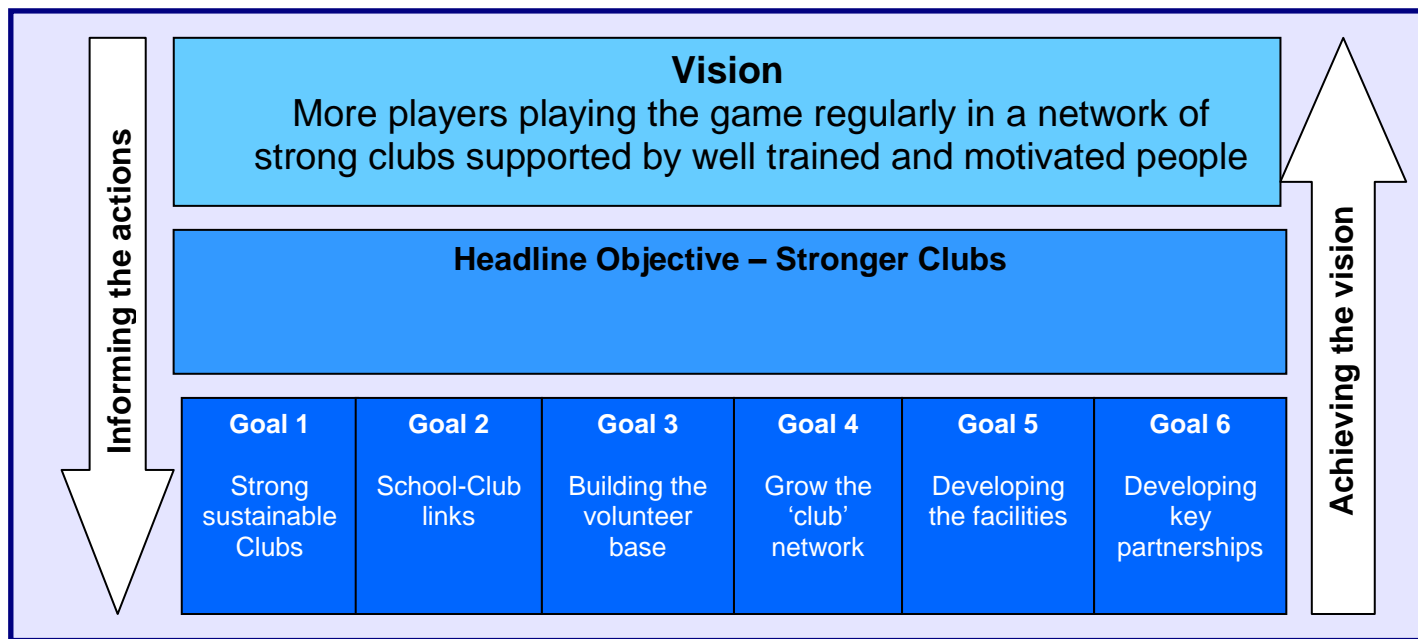 Informing the actions
Vision
More players playing the game regularly in a network of
strong clubs supported by well trained and motivated people
Headline Objective – Stronger Clubs
Goal 1
Strong
sustainable
Clubs
Goal 2
School-Club
links
Goal 3
Building the
volunteer
base
Goal 4
Grow the
‘club’
network
Goal 5
Developing
the facilities
Goal 6
Developing
key
partnerships
Achieving the vision